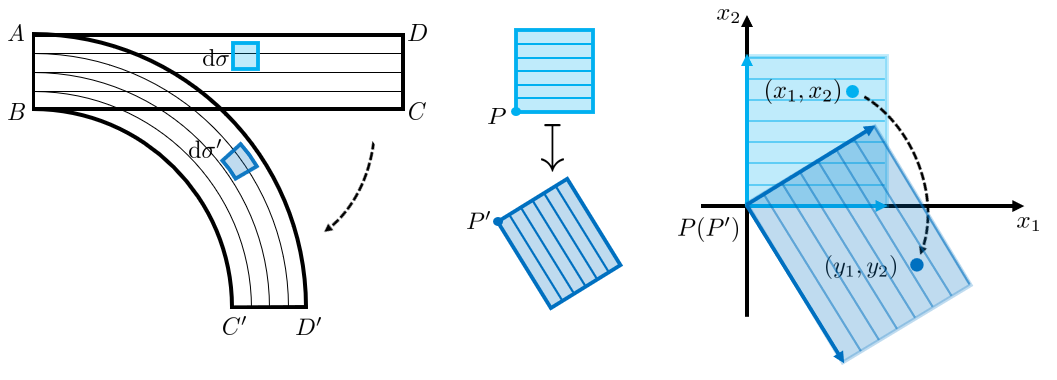 A
D
dσ
B
C
dσ′
C′
D′
P
P′
x₂
(x₁, x₂)
P(P′)
x₁
(y₁, y₂)